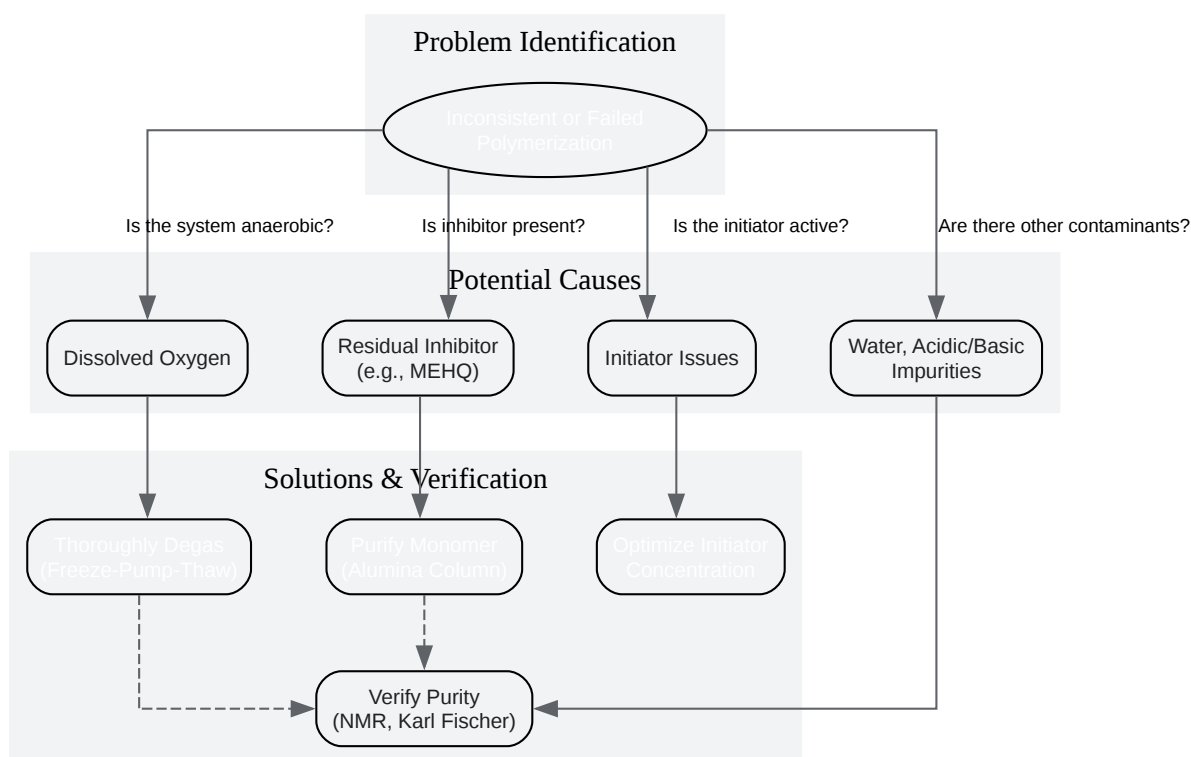 Problem Identification
Inconsistent or Failed
Polymerization
Is the system anaerobic?
Is inhibitor present?
Is the initiator active?
Are there other contaminants?
Potential Causes
Dissolved Oxygen
Residual Inhibitor
(e.g., MEHQ)
Initiator Issues
Water, Acidic/Basic
Impurities
Solutions & Verification
Thoroughly Degas
(Freeze-Pump-Thaw)
Purify Monomer
(Alumina Column)
Optimize Initiator
Concentration
Verify Purity
(NMR, Karl Fischer)